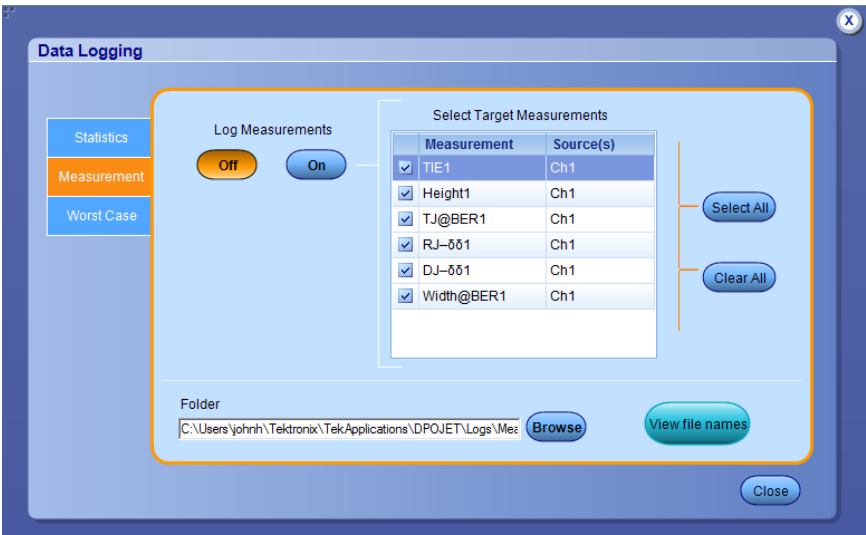 X
Data Logging
Statistics
Measurement
Worst Case
Log Measurements
Off On
Select Target Measurements
Measurement Source(s)
TIE1 Ch1
Height1 Ch1
TJ@BER1 Ch1
RJ–δδ1 Ch1
DJ–δδ1 Ch1
Width@BER1 Ch1
Select All
Clear All
Folder
C:\Users\johnh\Tektronix\TekApplications\DPOJET\Logs\Mea
Browse
View file names
Close